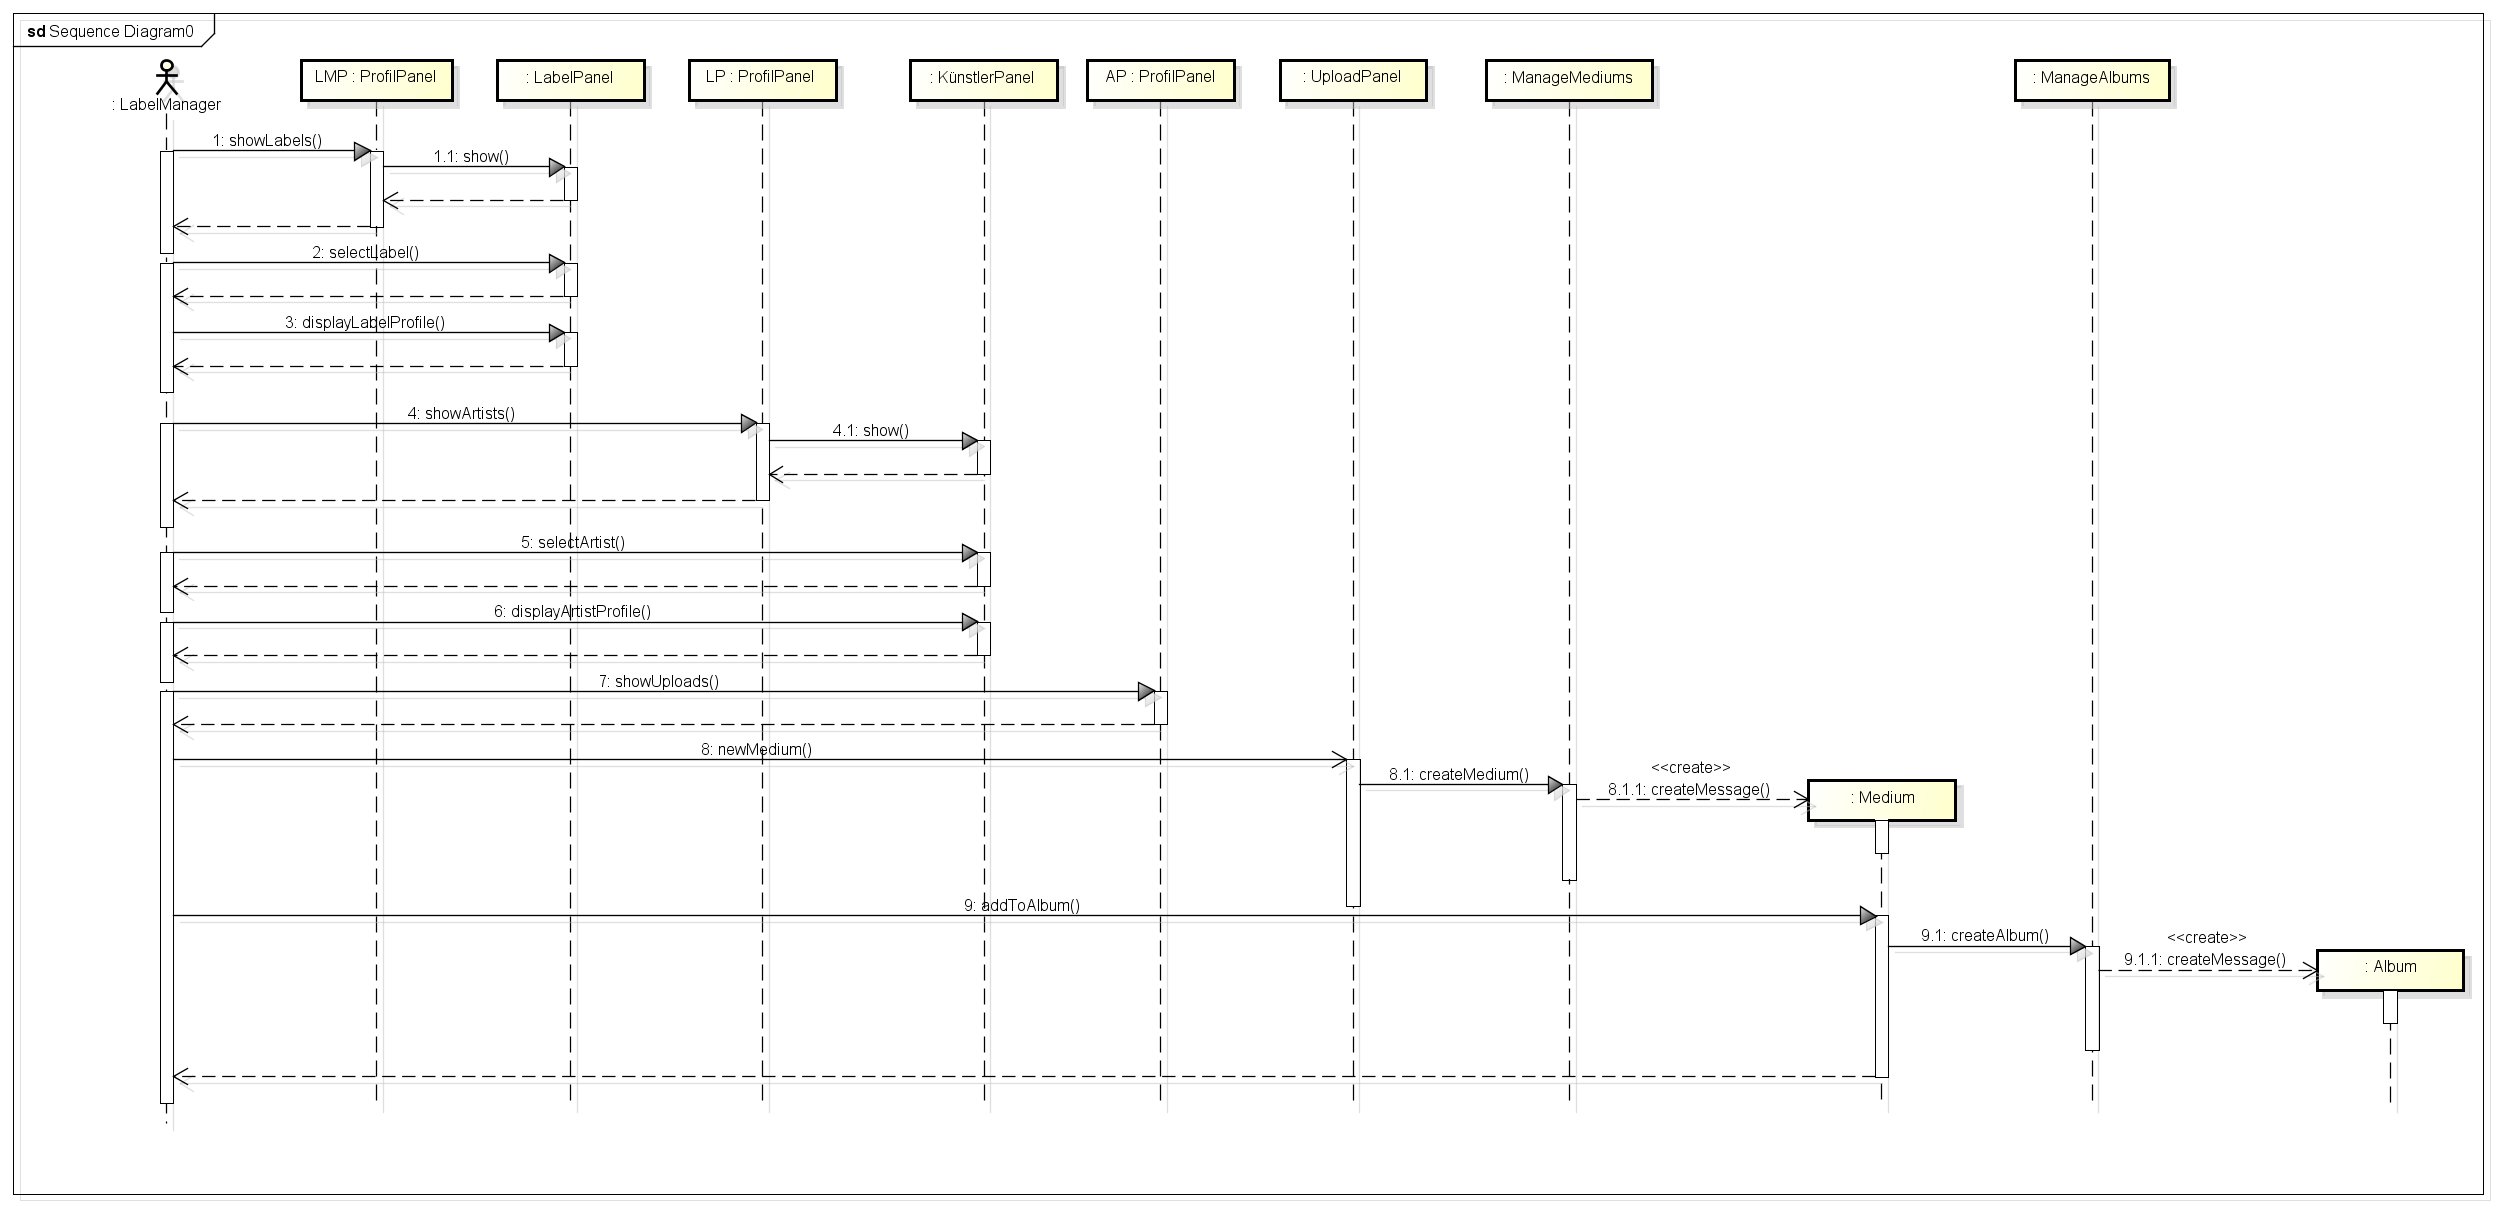 sd Sequence Diagram0
: LabelManager
LMP : ProfilPanel
: LabelPanel
LP : ProfilPanel
: KünstlerPanel
AP : ProfilPanel
: UploadPanel
: ManageMediums
: ManageAlbums
1: showLabels()
1.1: show()
2: selectLabel()
3: displayLabelProfile()
4: showArtists()
4.1: show()
5: selectArtist()
6: displayArtistProfile()
7: showUploads()
8: newMedium()
8.1: createMedium()
<<create>>
8.1.1: createMessage()
: Medium
9: addToAlbum()
9.1: createAlbum()
<<create>>
9.1.1: createMessage()
: Album